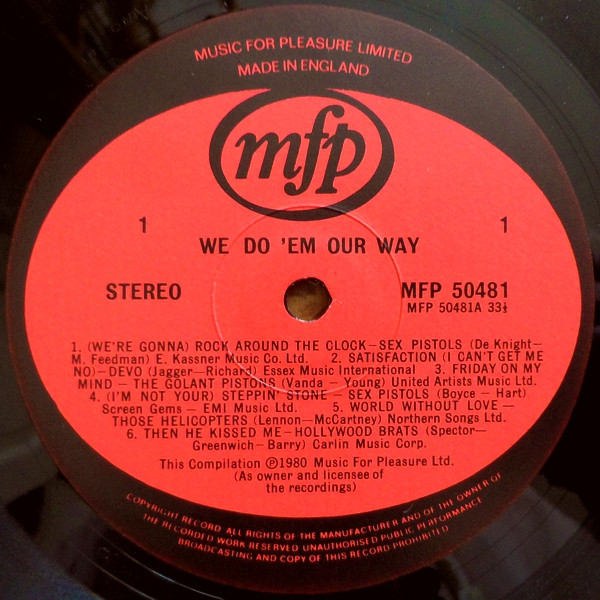 MUSIC FOR PLEASURE LIMITED
MADE IN ENGLAND
mfp
1 1
WE DO 'EM OUR WAY
STEREO MFP 50481
MFP 50481A 33⅓
1. (WE'RE GONNA) ROCK AROUND THE CLOCK—SEX PISTOLS (De Knight—
M. Feedman) E. Kassner Music Co. Ltd. 2. SATISFACTION (I CAN'T GET ME
NO)—DEVO (Jagger—Richard) Essex Music International 3. FRIDAY ON MY
MIND — THE GOLANT PISTONS (Vanda — Young) United Artists Music Ltd.
4. (I'M NOT YOUR) STEPPIN' STONE — SEX PISTOLS (Boyce — Hart)
Screen Gems — EMI Music Ltd. 5. WORLD WITHOUT LOVE —
THOSE HELICOPTERS (Lennon—McCartney) Northern Songs Ltd.
6. THEN HE KISSED ME—HOLLYWOOD BRATS (Spector—
Greenwich—Barry) Carlin Music Corp.
This Compilation ℗1980 Music For Pleasure Ltd.
(As owner and licensee of
the recordings)
COPYRIGHT RECORD ALL RIGHTS OF THE MANUFACTURER AND OF THE OWNER OF
THE RECORDED WORK RESERVED UNAUTHORISED PUBLIC PERFORMANCE
BROADCASTING AND COPY OF THIS RECORD PROHIBITED